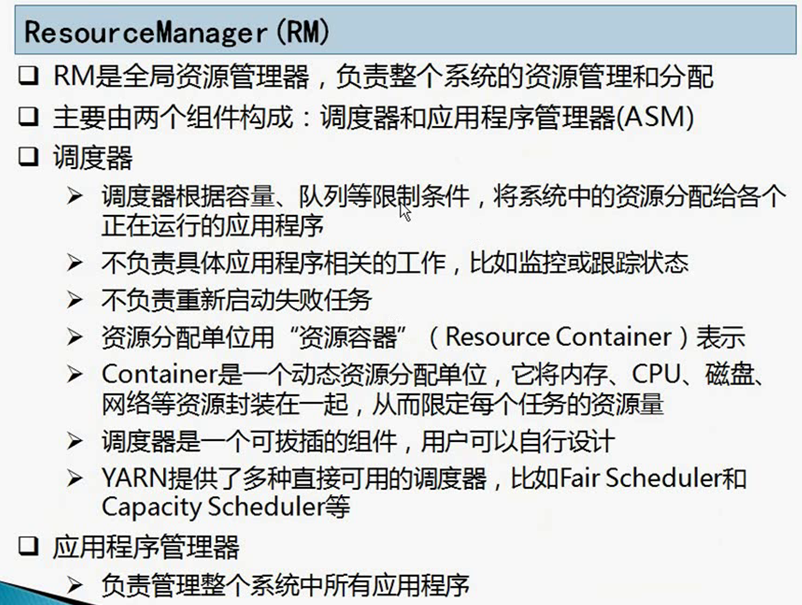 ResourceManager(RM)
❑ RM是全局资源管理器，负责整个系统的资源管理和分配
❑ 主要由两个组件构成：调度器和应用程序管理器(ASM)
❑ 调度器
➢ 调度器根据容量、队列等限制条件，将系统中的资源分配给各个
正在运行的应用程序
➢ 不负责具体应用程序相关的工作，比如监控或跟踪状态
➢ 不负责重新启动失败任务
➢ 资源分配单位用“资源容器”（Resource Container）表示
➢ Container是一个动态资源分配单位，它将内存、CPU、磁盘、
网络等资源封装在一起，从而限定每个任务的资源量
➢ 调度器是一个可拔插的组件，用户可以自行设计
➢ YARN提供了多种直接可用的调度器，比如Fair Scheduler和
Capacity Scheduler等
❑ 应用程序管理器
➢ 负责管理整个系统中所有应用程序